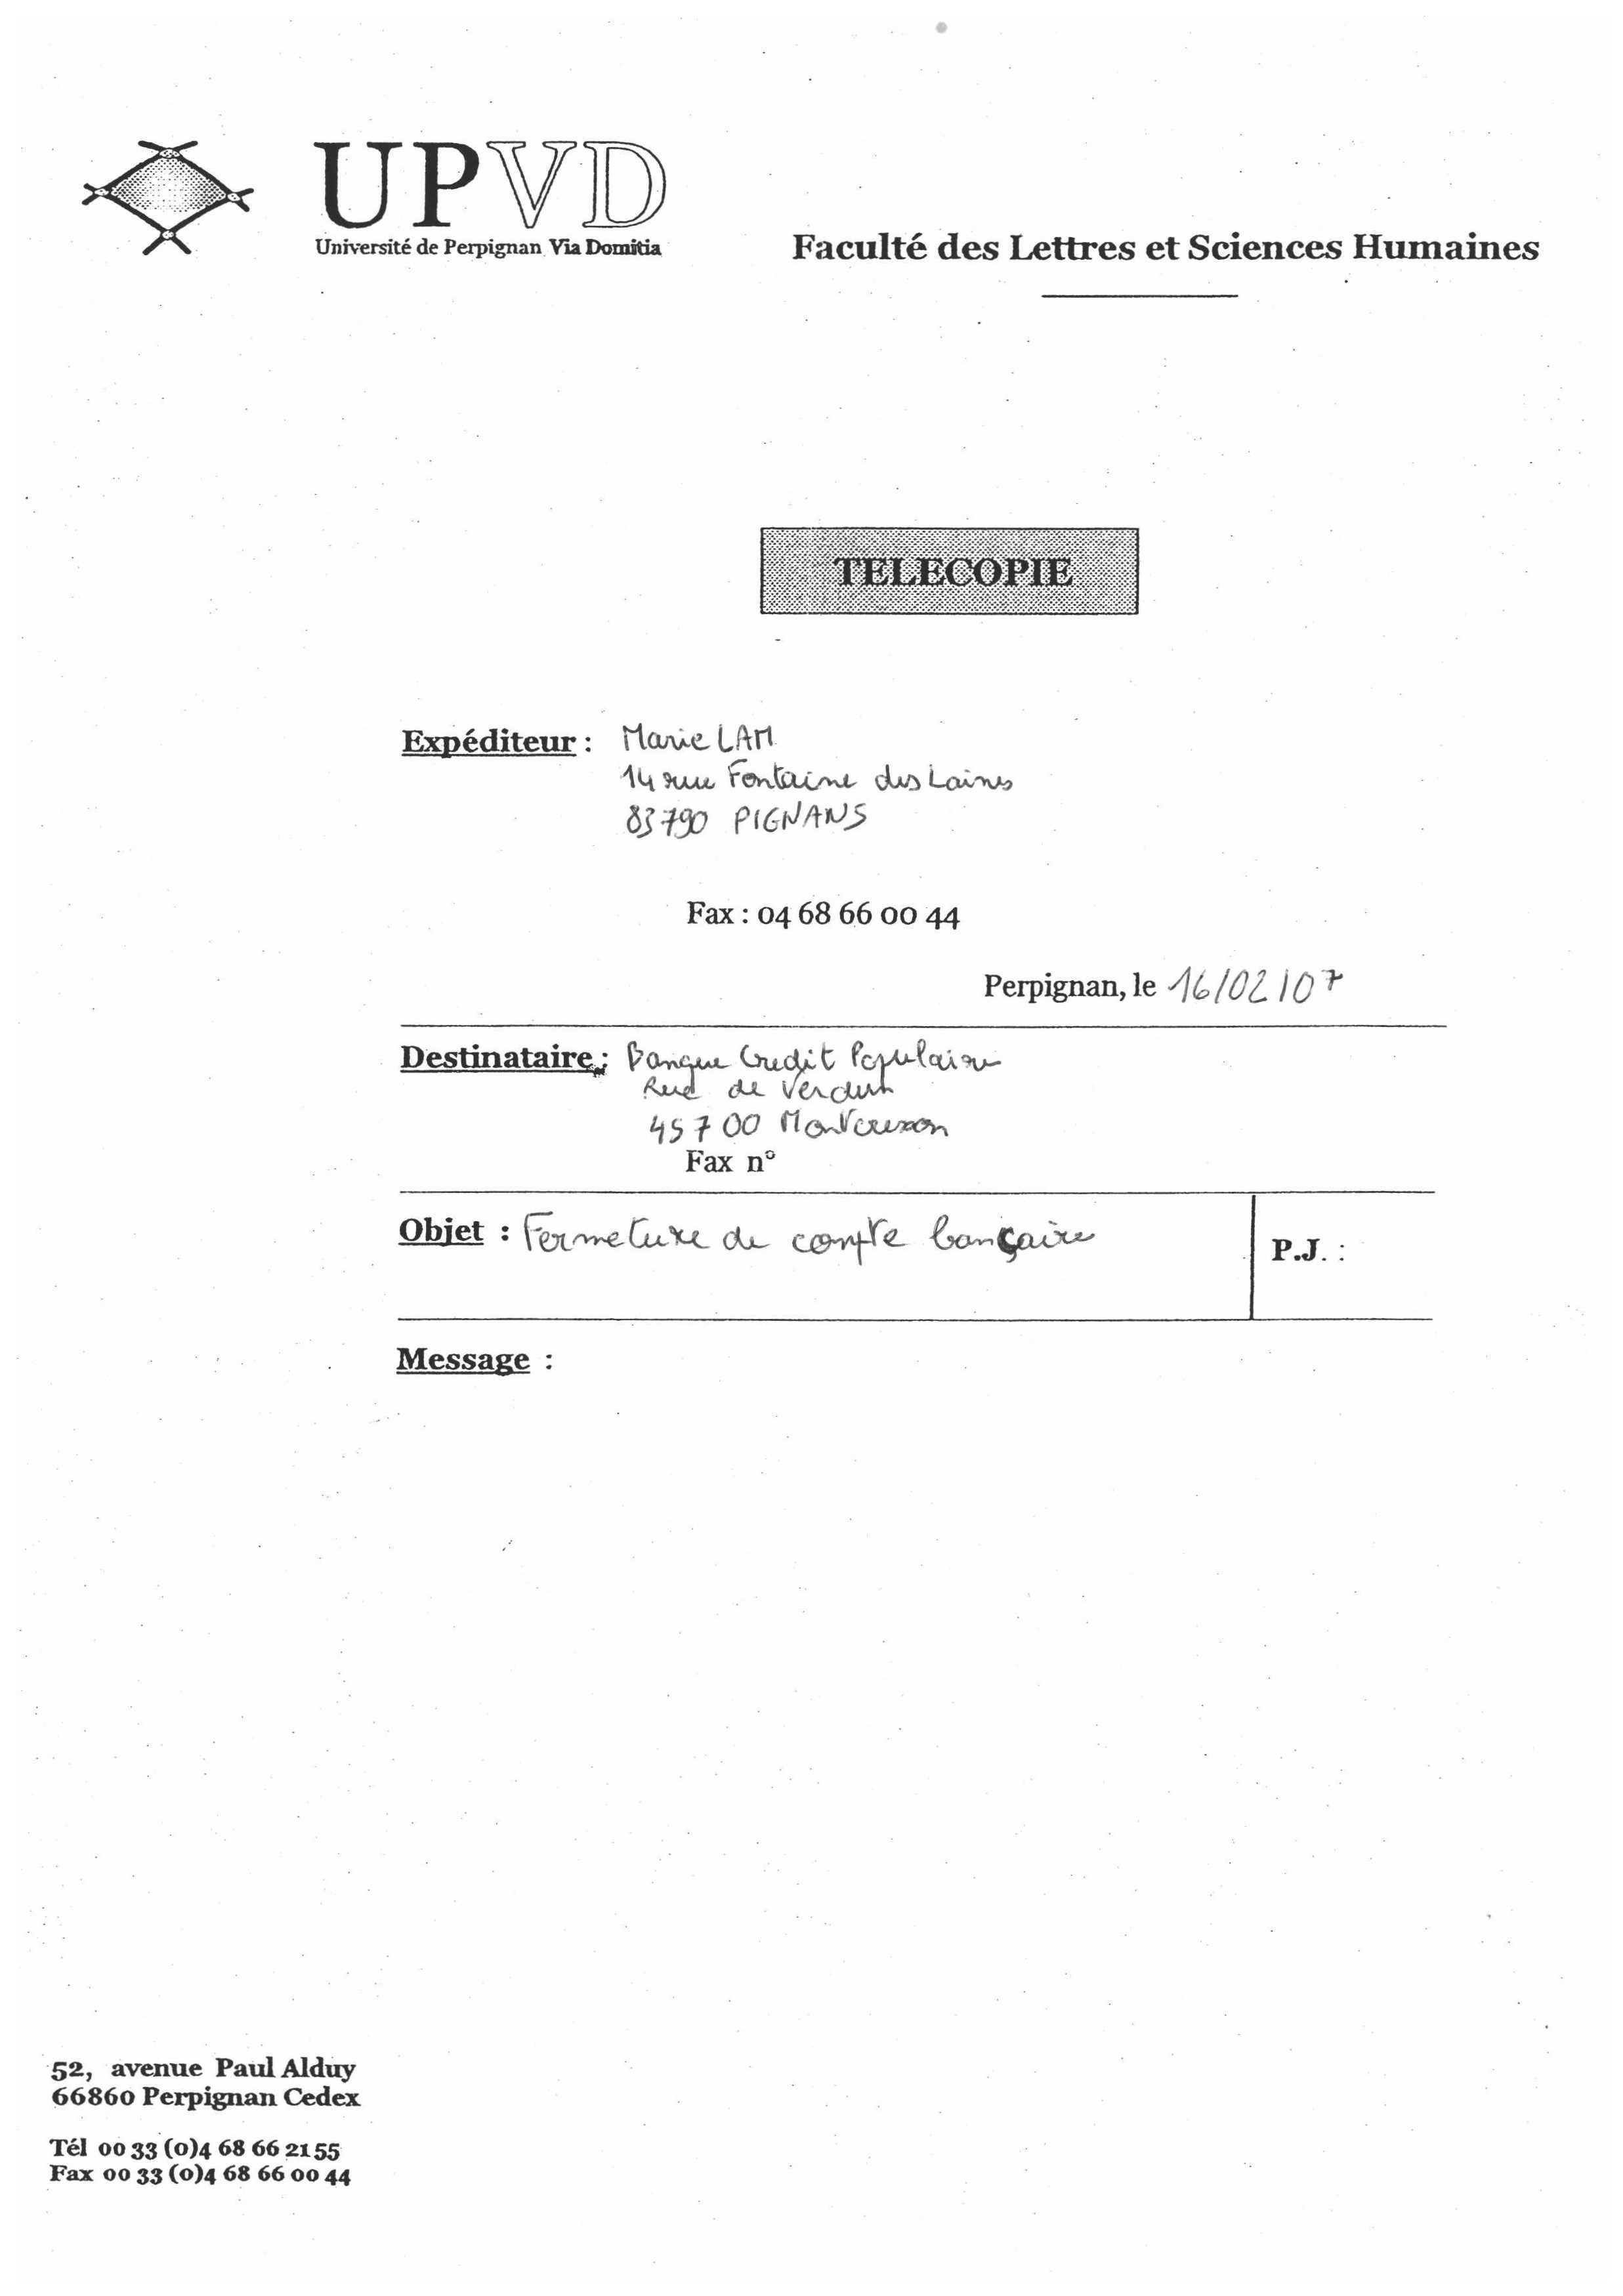 UPVD
Université de Perpignan Via Domitia
Faculté des Lettres et Sciences Humaines
TELECOPIE
Expéditeur : Marie LAM
14 rue Fontaine des Laines
83790 PIGNANS
Fax : 04 68 66 00 44
Perpignan, le 16/02/07
Destinataire : Banque Credit Populaire
Rue de Verdun
45700 
Fax n°
Objet : Fermeture de compte bançaire
P.J. :
Message :
52, avenue Paul Alduy
66860 Perpignan Cedex
Tél 00 33 (0)4 68 66 21 55
Fax 00 33 (0)4 68 66 00 44